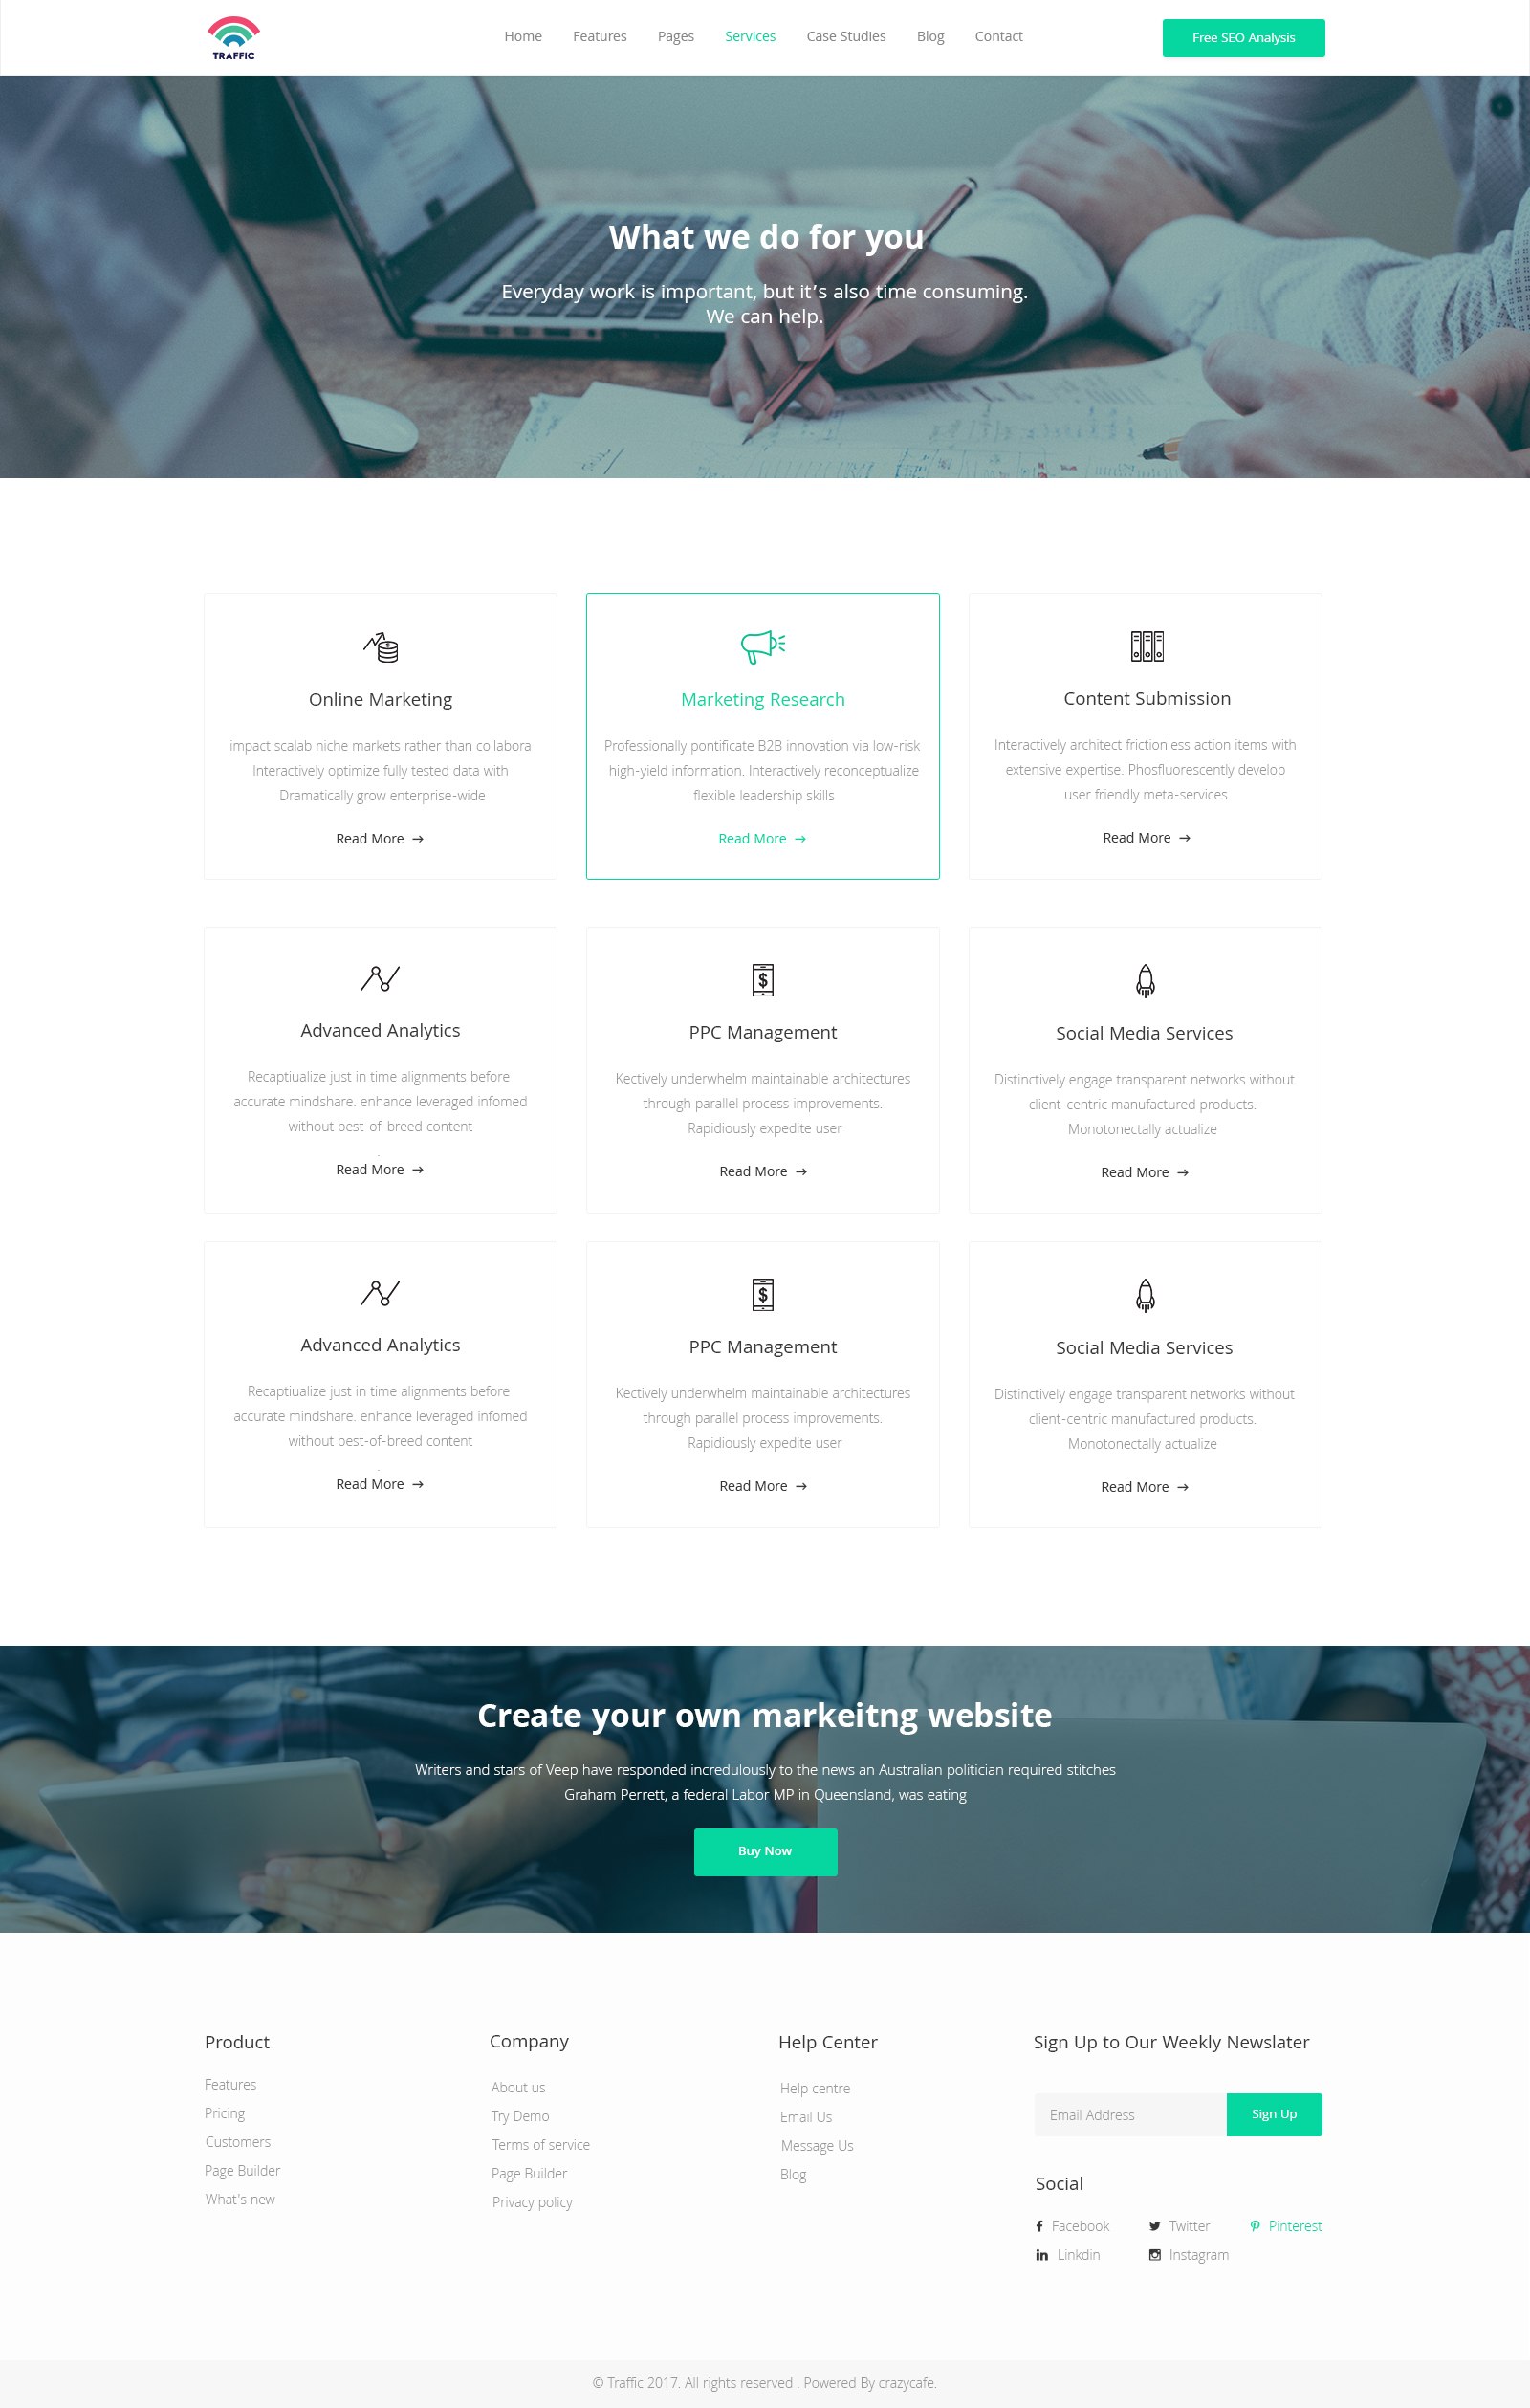 TRAFFIC
Home Features Pages Services Case Studies Blog Contact
Free SEO Analysis
What we do for you
Everyday work is important, but it's also time consuming.
We can help.
Online Marketing
impact scalab niche markets rather than collabora
Interactively optimize fully tested data with
Dramatically grow enterprise-wide
Read More →
Marketing Research
Professionally pontificate B2B innovation via low-risk
high-yield information. Interactively reconceptualize
flexible leadership skills
Read More →
Content Submission
Interactively architect frictionless action items with
extensive expertise. Phosfluorescently develop
user friendly meta-services.
Read More →
Advanced Analytics
Recaptiualize just in time alignments before
accurate mindshare. enhance leveraged infomed
without best-of-breed content
.
Read More →
$
PPC Management
Kectively underwhelm maintainable architectures
through parallel process improvements.
Rapidiously expedite user
Read More →
Social Media Services
Distinctively engage transparent networks without
client-centric manufactured products.
Monotonectally actualize
Read More →
Advanced Analytics
Recaptiualize just in time alignments before
accurate mindshare. enhance leveraged infomed
without best-of-breed content
.
Read More →
$
PPC Management
Kectively underwhelm maintainable architectures
through parallel process improvements.
Rapidiously expedite user
Read More →
Social Media Services
Distinctively engage transparent networks without
client-centric manufactured products.
Monotonectally actualize
Read More →
Create your own markeitng website
Writers and stars of Veep have responded incredulously to the news an Australian politician required stitches
Graham Perrett, a federal Labor MP in Queensland, was eating
Buy Now
Product
Features
Pricing
Customers
Page Builder
What's new
Company
About us
Try Demo
Terms of service
Page Builder
Privacy policy
Help Center
Help centre
Email Us
Message Us
Blog
Sign Up to Our Weekly Newslater
Email Address Sign Up
Social
Facebook Twitter Pinterest
Linkdin Instagram
© Traffic 2017. All rights reserved . Powered By crazycafe.